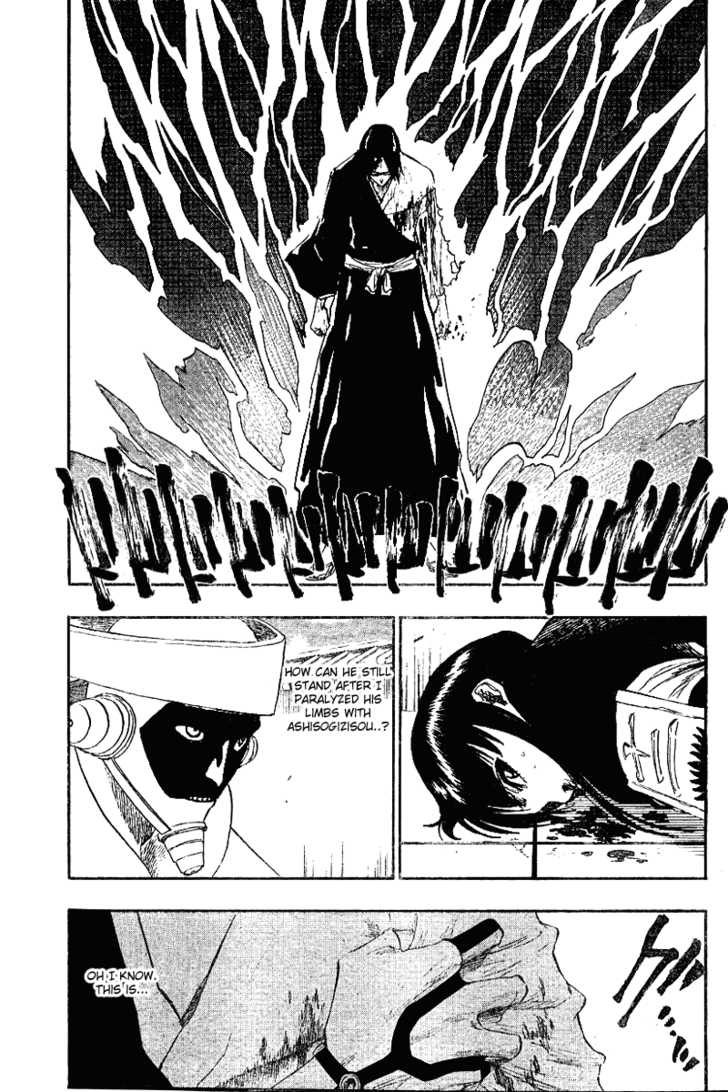 HOW CAN HE STILL
STAND AFTER I
PARALYZED HIS
LIMBS WITH
ASHISOGIZISOU..?
OH I KNOW.
THIS IS...